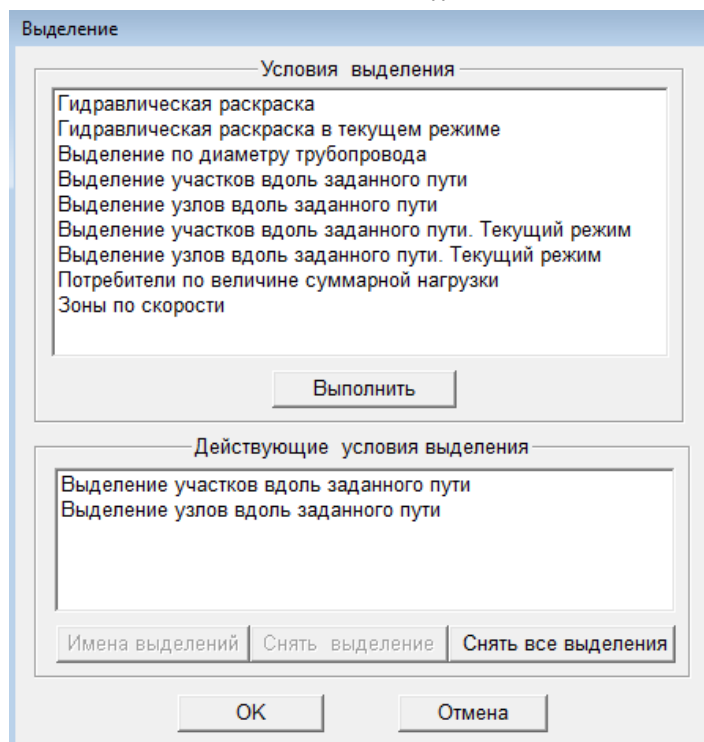 Выделение
Условия выделения
Гидравлическая раскраска
Гидравлическая раскраска в текущем режиме
Выделение по диаметру трубопровода
Выделение участков вдоль заданного пути
Выделение узлов вдоль заданного пути
Выделение участков вдоль заданного пути. Текущий режим
Выделение узлов вдоль заданного пути. Текущий режим
Потребители по величине суммарной нагрузки
Зоны по скорости
Выполнить
Действующие условия выделения
Выделение участков вдоль заданного пути
Выделение узлов вдоль заданного пути
Имена выделений Снять выделение Снять все выделения
OK Отмена